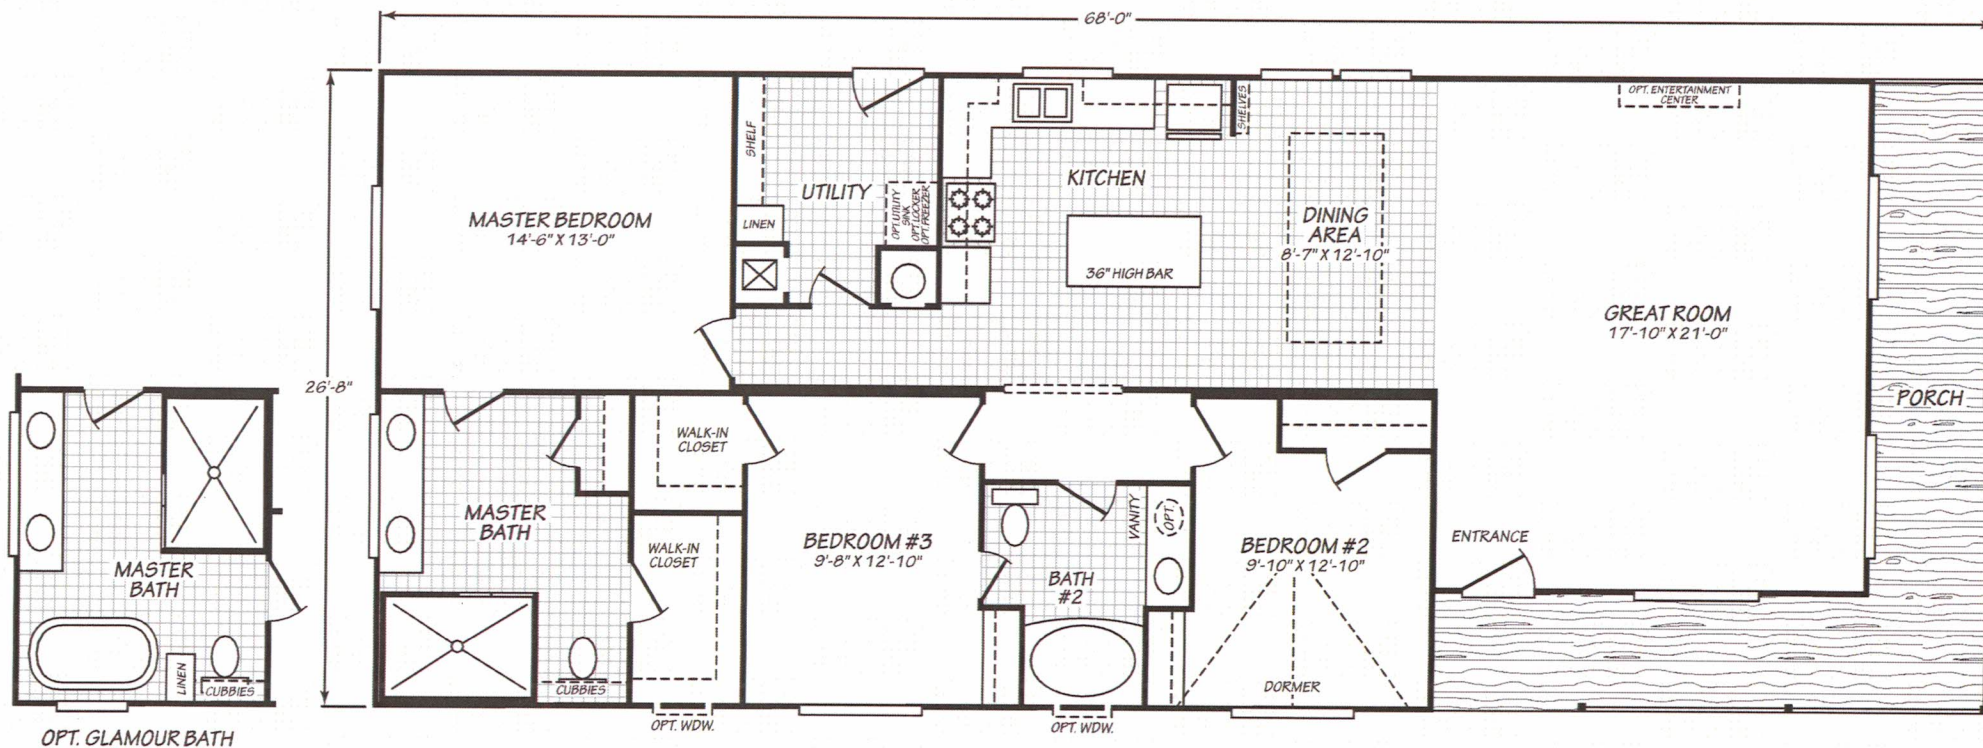 68'-0"
26'-8"
MASTER BEDROOM
14'-6" X 13'-0"
SHELF
UTILITY
LINEN
OPT. UTILITY
SINK
OPT. LOCKER
OPT. FREEZER
KITCHEN
36" HIGH BAR
SHELVES
DINING
AREA
8'-7" X 12'-10"
OPT. ENTERTAINMENT
CENTER
GREAT ROOM
17'-10" X 21'-0"
PORCH
ENTRANCE
MASTER
BATH
WALK-IN
CLOSET
WALK-IN
CLOSET
CUBBIES
OPT. WDW.
BEDROOM #3
9'-8" X 12'-10"
VANITY
OPT.
BATH
#2
OPT. WDW.
BEDROOM #2
9'-10" X 12'-10"
DORMER
MASTER
BATH
LINEN
CUBBIES
OPT. GLAMOUR BATH